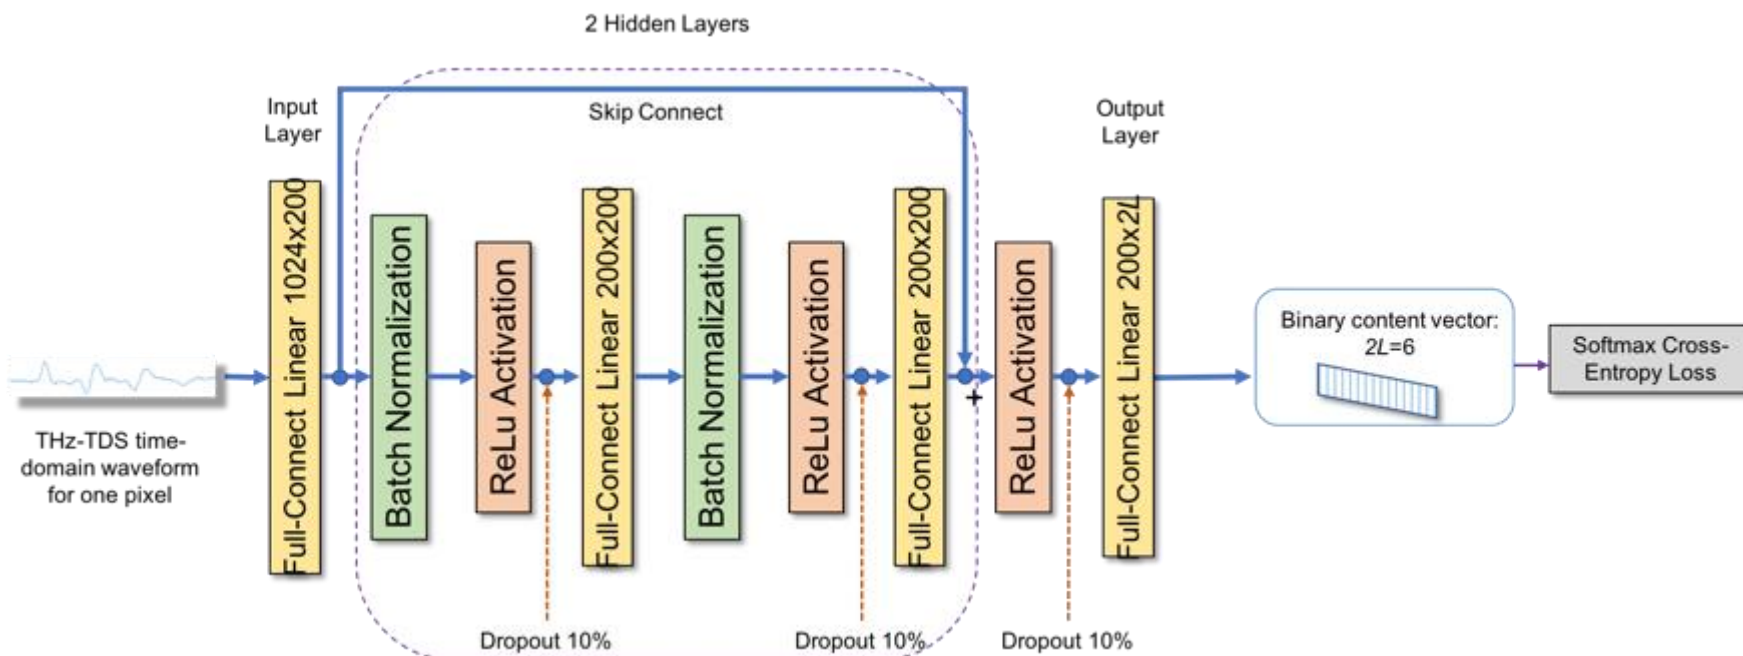 2 Hidden Layers
Input
Layer
Skip Connect
Output
Layer
THz-TDS time-
domain waveform
for one pixel
Full-Connect Linear 1024x200
Batch Normalization
ReLu Activation
Full-Connect Linear 200x200
Batch Normalization
ReLu Activation
Full-Connect Linear 200x200
+
ReLu Activation
Full-Connect Linear 200x2L
Binary content vector:
2L=6
Softmax Cross-
Entropy Loss
Dropout 10%
Dropout 10%
Dropout 10%